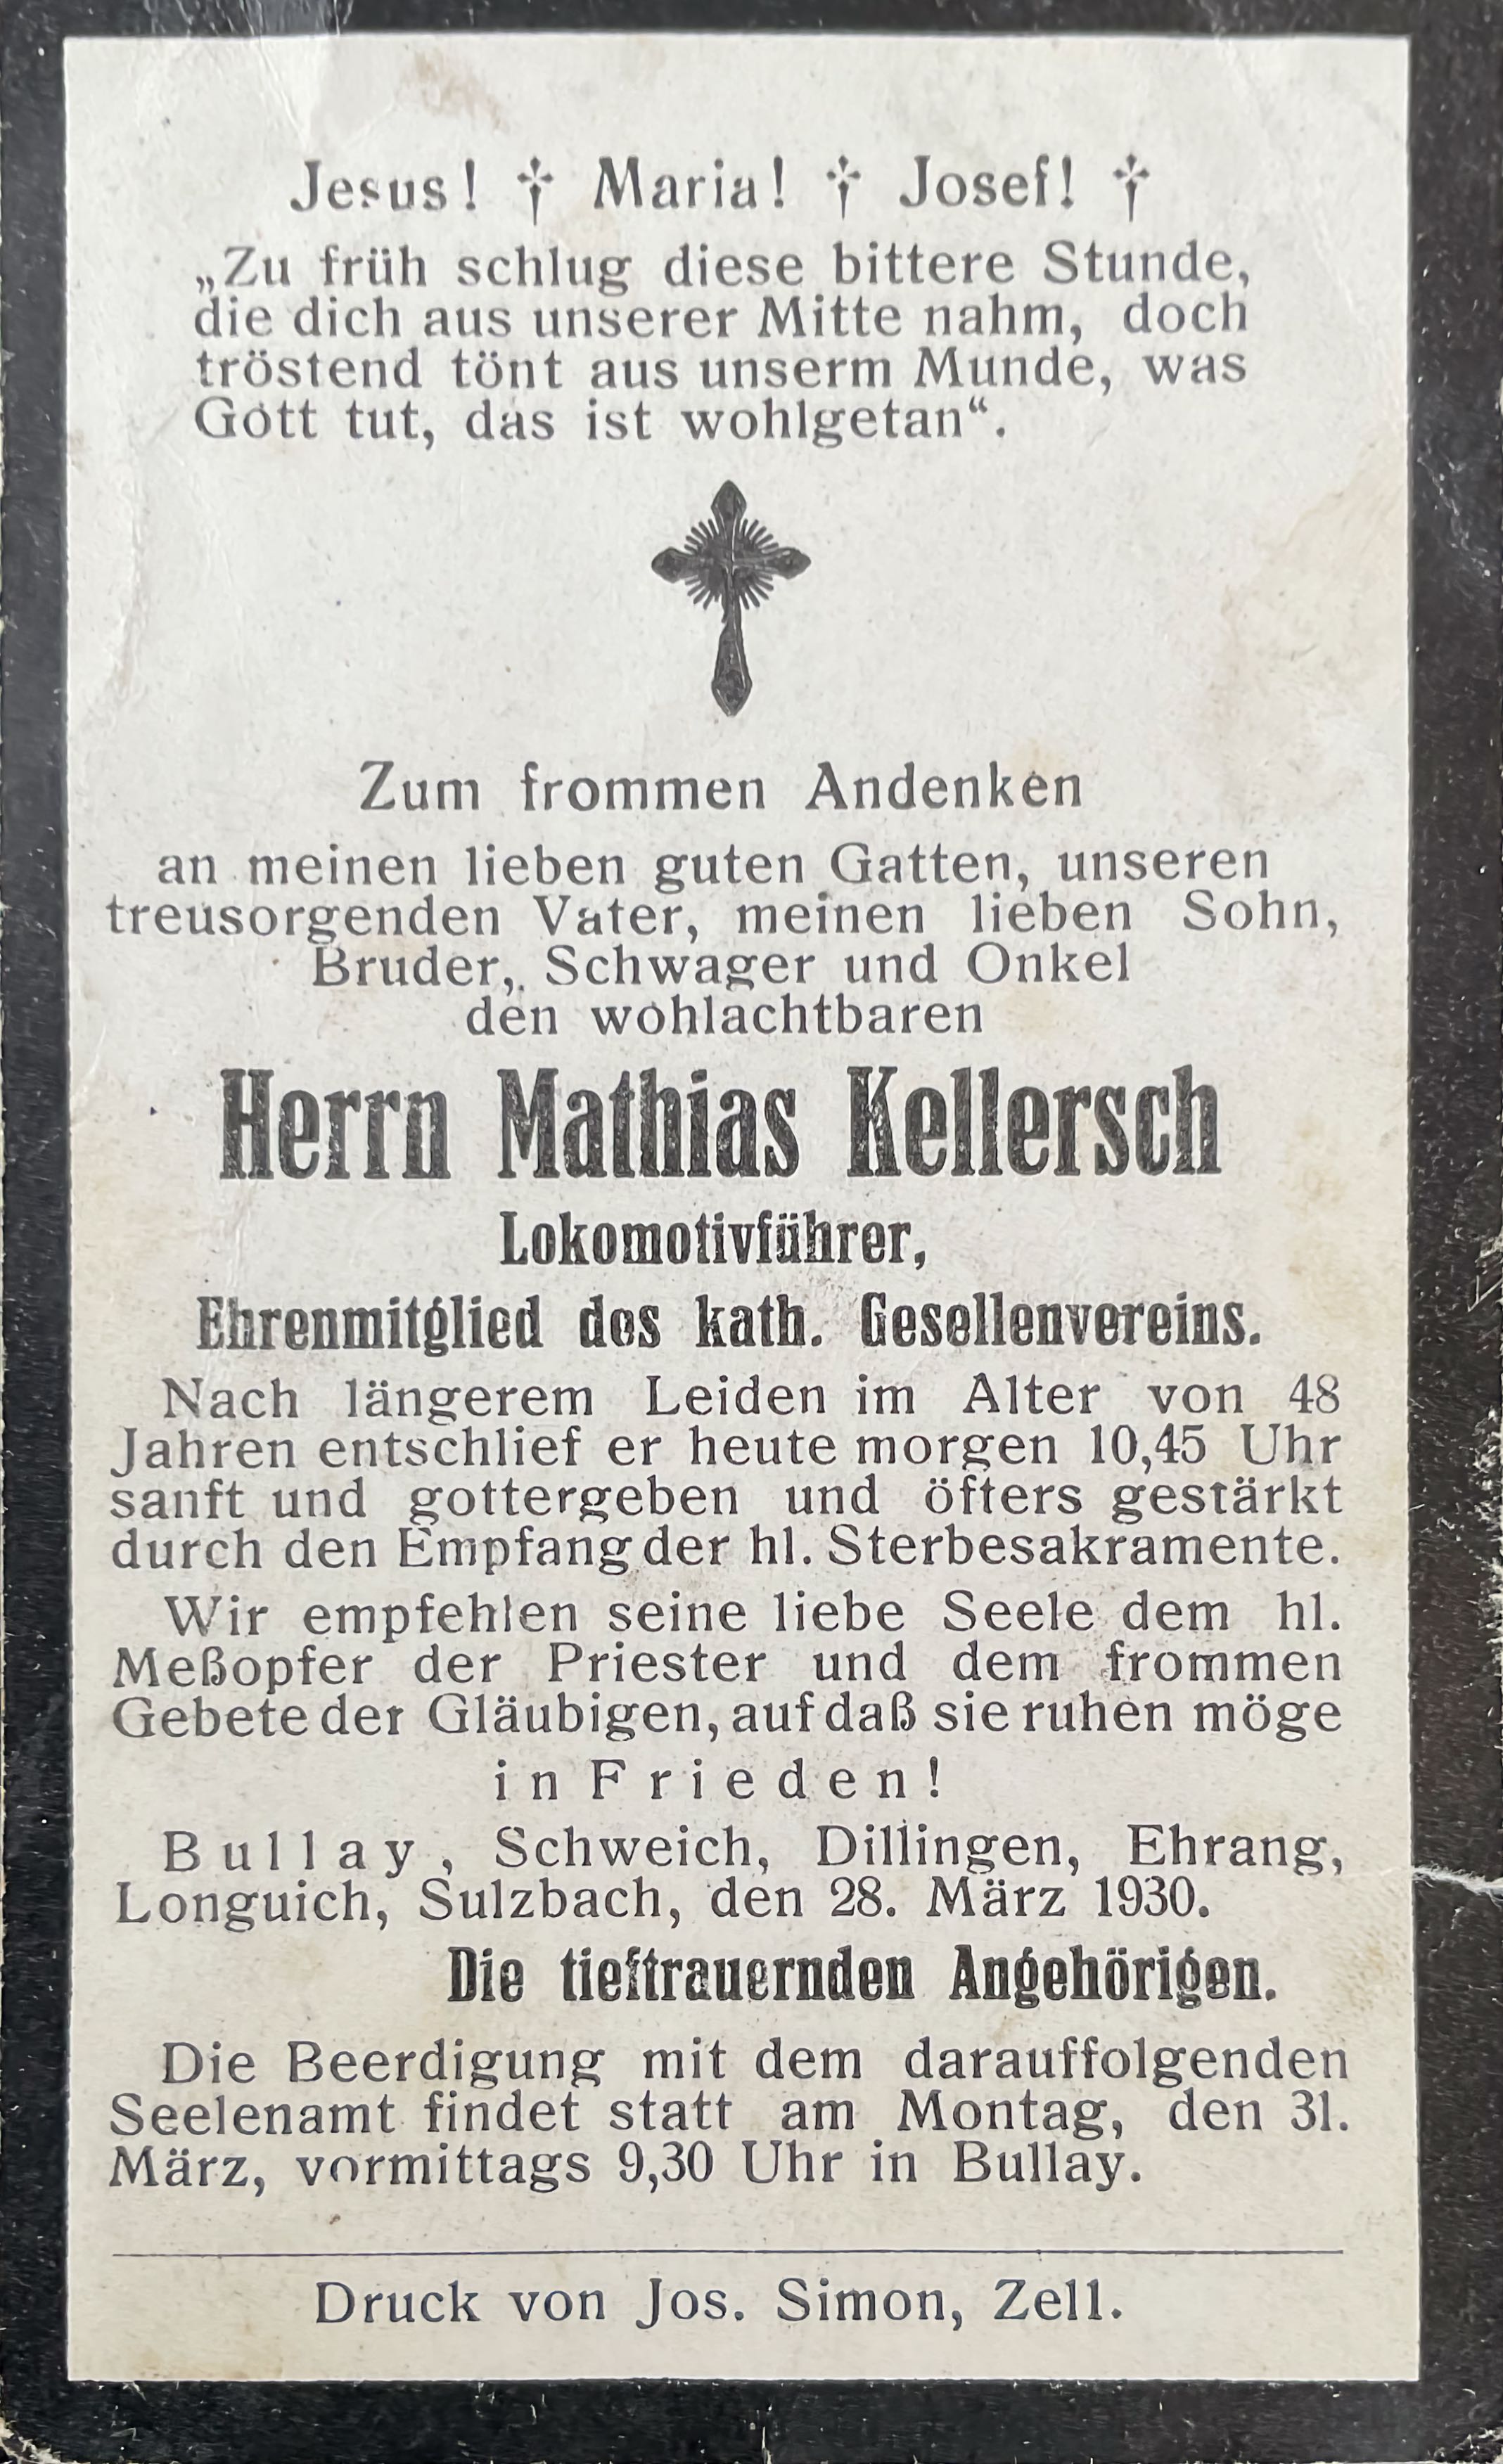 Jesus! † Maria! † Josef! †
„Zu früh schlug diese bittere Stunde,
die dich aus unserer Mitte nahm, doch
tröstend tönt aus unserm Munde, was
Gott tut, das ist wohlgetan“.
Zum frommen Andenken
an meinen lieben guten Gatten, unseren
treusorgenden Vater, meinen lieben Sohn,
Bruder, Schwager und Onkel
den wohlachtbaren
Herrn Mathias Kellersch
Lokomotivführer,
Ehrenmitglied des kath. Gesellenvereins.
Nach längerem Leiden im Alter von 48
Jahren entschlief er heute morgen 10,45 Uhr
sanft und gottergeben und öfters gestärkt
durch den Empfang der hl. Sterbesakramente.
Wir empfehlen seine liebe Seele dem hl.
Meßopfer der Priester und dem frommen
Gebete der Gläubigen, auf daß sie ruhen möge
in Frieden!
Bullay, Schweich, Dillingen, Ehrang,
Longuich, Sulzbach, den 28. März 1930.
Die tieftrauernden Angehörigen.
Die Beerdigung mit dem darauffolgenden
Seelenamt findet statt am Montag, den 31.
März, vormittags 9,30 Uhr in Bullay.
Druck von Jos. Simon, Zell.